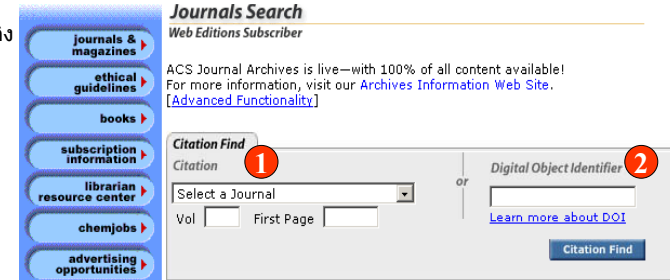 Journals Search
Web Editions Subscriber
journals &
magazines
ethical
guidelines
books
subscription
information
librarian
resource center
chemjobs
advertising
opportunities
ACS Journal Archives is live—with 100% of all content available!
For more information, visit our Archives Information Web Site.
[Advanced Functionality]
Citation Find
Citation
1
Select a Journal
Vol
First Page
or
Digital Object Identifier
2
Learn more about DOI
Citation Find